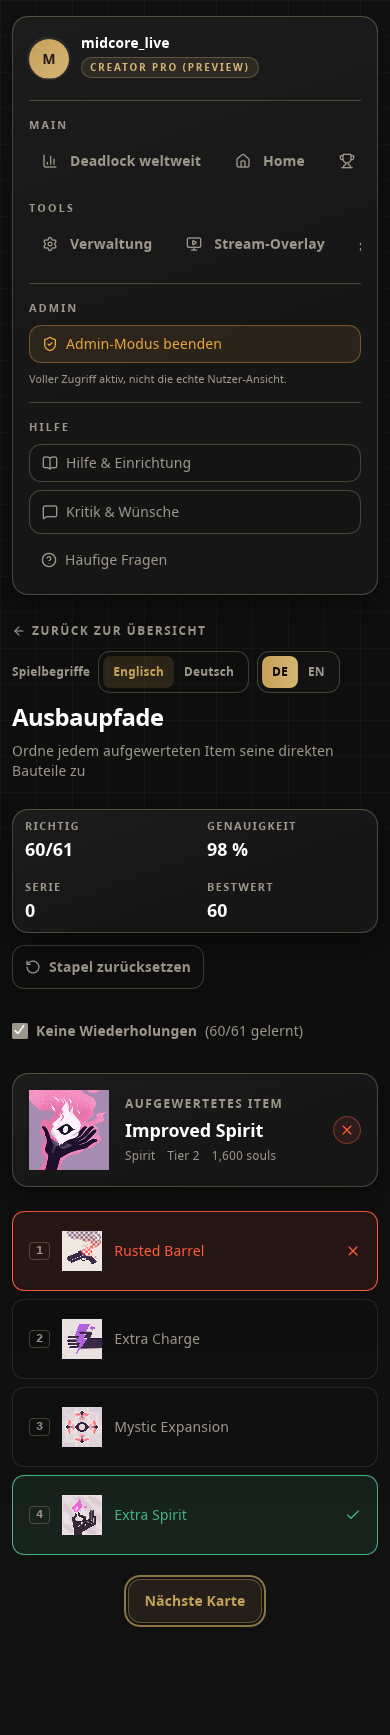 M
midcore_live
CREATOR PRO (PREVIEW)
MAIN
Deadlock weltweit
Home
TOOLS
Verwaltung
Stream-Overlay
ADMIN
Admin-Modus beenden
Voller Zugriff aktiv, nicht die echte Nutzer-Ansicht.
HILFE
Hilfe & Einrichtung
Kritik & Wünsche
Häufige Fragen
← ZURÜCK ZUR ÜBERSICHT
Spielbegriffe Englisch Deutsch DE EN
Ausbaupfade
Ordne jedem aufgewerteten Item seine direkten
Bauteile zu
RICHTIG GENAUIGKEIT
60/61 98 %
SERIE BESTWERT
0 60
Stapel zurücksetzen
Keine Wiederholungen (60/61 gelernt)
AUFGEWERTETES ITEM
Improved Spirit
Spirit Tier 2 1,600 souls
1 Rusted Barrel
2 Extra Charge
3 Mystic Expansion
4 Extra Spirit
Nächste Karte